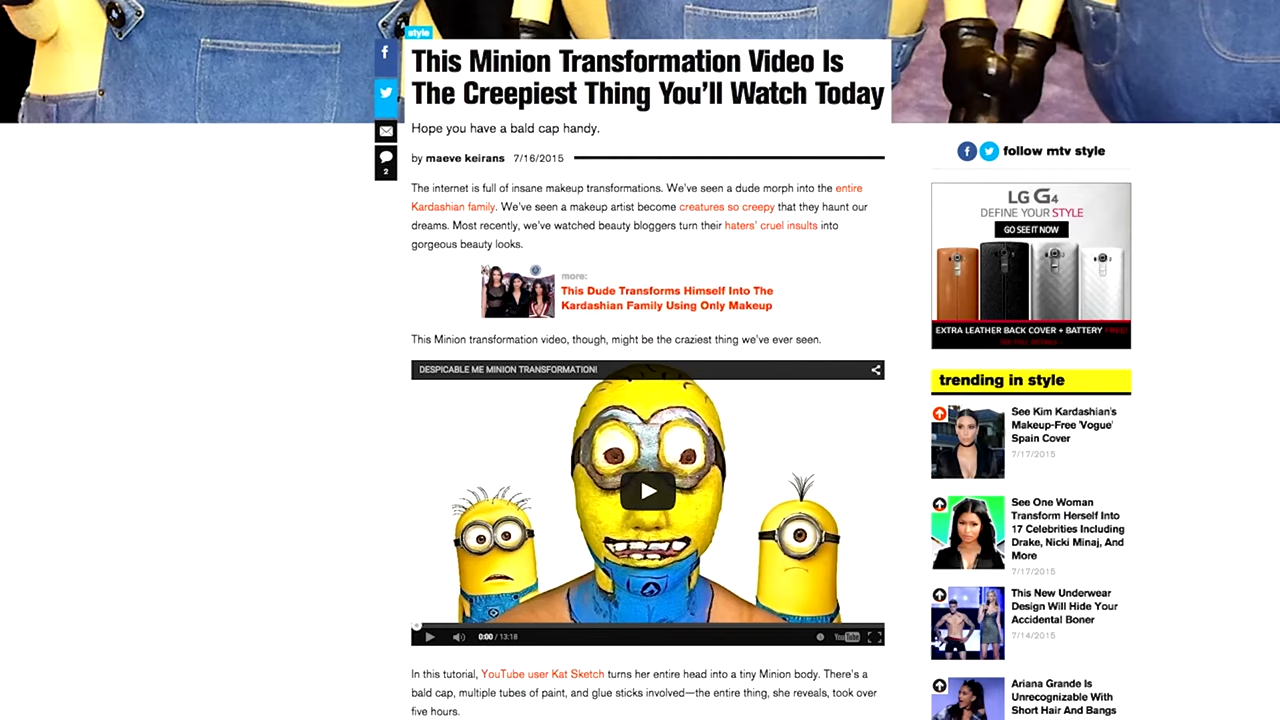 style
This Minion Transformation Video Is
The Creepiest Thing You'll Watch Today
Hope you have a bald cap handy.
by maeve keirans 7/16/2015
2
The internet is full of insane makeup transformations. We've seen a dude morph into the entire
Kardashian family. We've seen a makeup artist become creatures so creepy that they haunt our
dreams. Most recently, we've watched beauty bloggers turn their haters' cruel insults into
gorgeous beauty looks.
more:
This Dude Transforms Himself Into The
Kardashian Family Using Only Makeup
This Minion transformation video, though, might be the craziest thing we've ever seen.
DESPICABLE ME MINION TRANSFORMATION!
0:00 / 13:18
YouTube
In this tutorial, YouTube user Kat Sketch turns her entire head into a tiny Minion body. There's a
bald cap, multiple tubes of paint, and glue sticks involved—the entire thing, she reveals, took over
five hours.
follow mtv style
LG G4
DEFINE YOUR STYLE
GO SEE IT NOW
EXTRA LEATHER BACK COVER + BATTERY
trending in style
See Kim Kardashian's
Makeup-Free 'Vogue'
Spain Cover
7/17/2015
See One Woman
Transform Herself Into
17 Celebrities Including
Drake, Nicki Minaj, And
More
7/17/2015
This New Underwear
Design Will Hide Your
Accidental Boner
7/14/2015
Ariana Grande Is
Unrecognizable With
Short Hair And Bangs